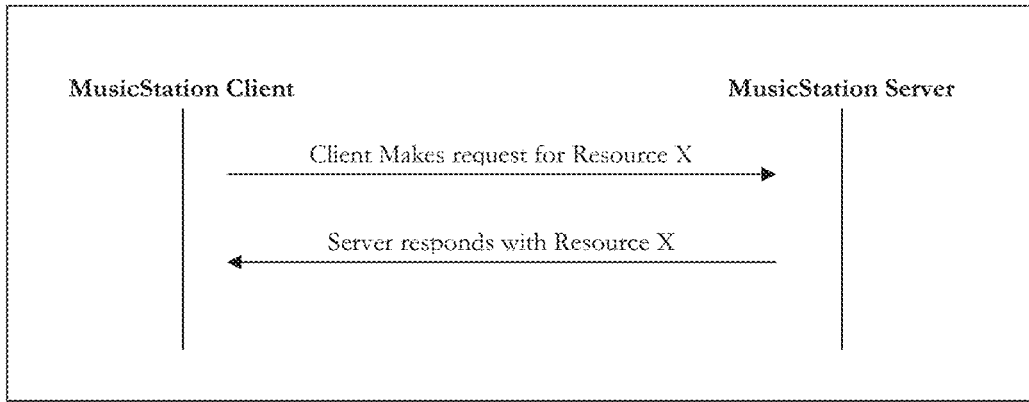 MusicStation Client
MusicStation Server
Client Makes request for Resource X
Server responds with Resource X